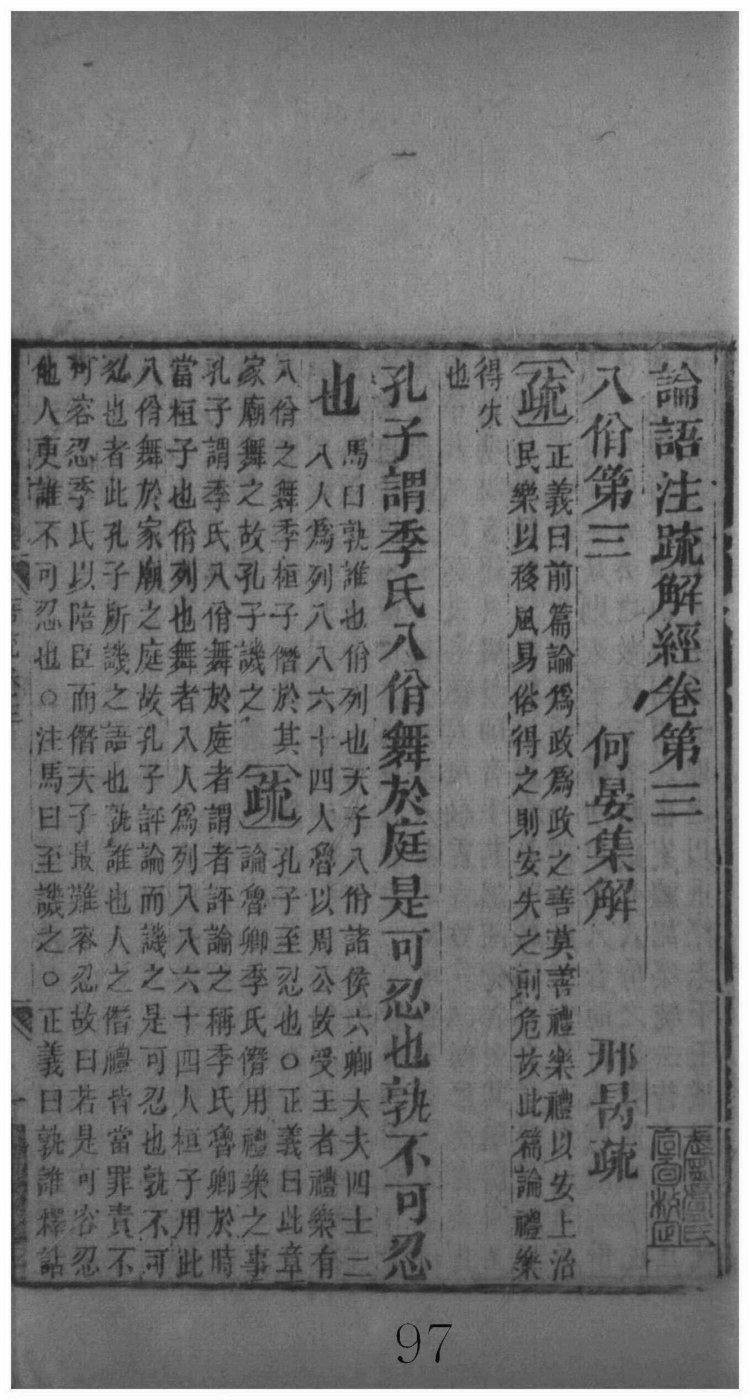 論語注疏解經卷第三
八佾第三　何晏集解　邢昺疏
疏
正義曰前篇論爲政爲政之善莫善禮樂禮以安上治
民樂以移風易俗得之則安失之則危故此篇論禮樂
得失
也
孔子謂季氏八佾舞於庭是可忍也孰不可忍
也
馬曰孰誰也佾列也天子八佾諸侯六卿大夫四士二
八人爲列八八六十四人魯以周公故受王者禮樂有
八佾之舞季桓子僭於其
家廟舞之故孔子譏之
疏
孔子至忍也○正義曰此章
論魯卿季氏僭用禮樂之事
孔子謂季氏八佾舞於庭者謂者評論之稱季氏魯卿於時
當桓子也佾列也舞者八人爲列八八六十四人桓子用此
八佾舞於家廟之庭故孔子評論而譏之是可忍也孰不可
忍也者此孔子所譏之語也孰誰也人之僭禮皆當罪責不
可容忍季氏以陪臣而僭天子最難容忍故曰若是可容忍
他人更誰不可忍也○注馬曰至譏之○正義曰孰誰釋詁
97